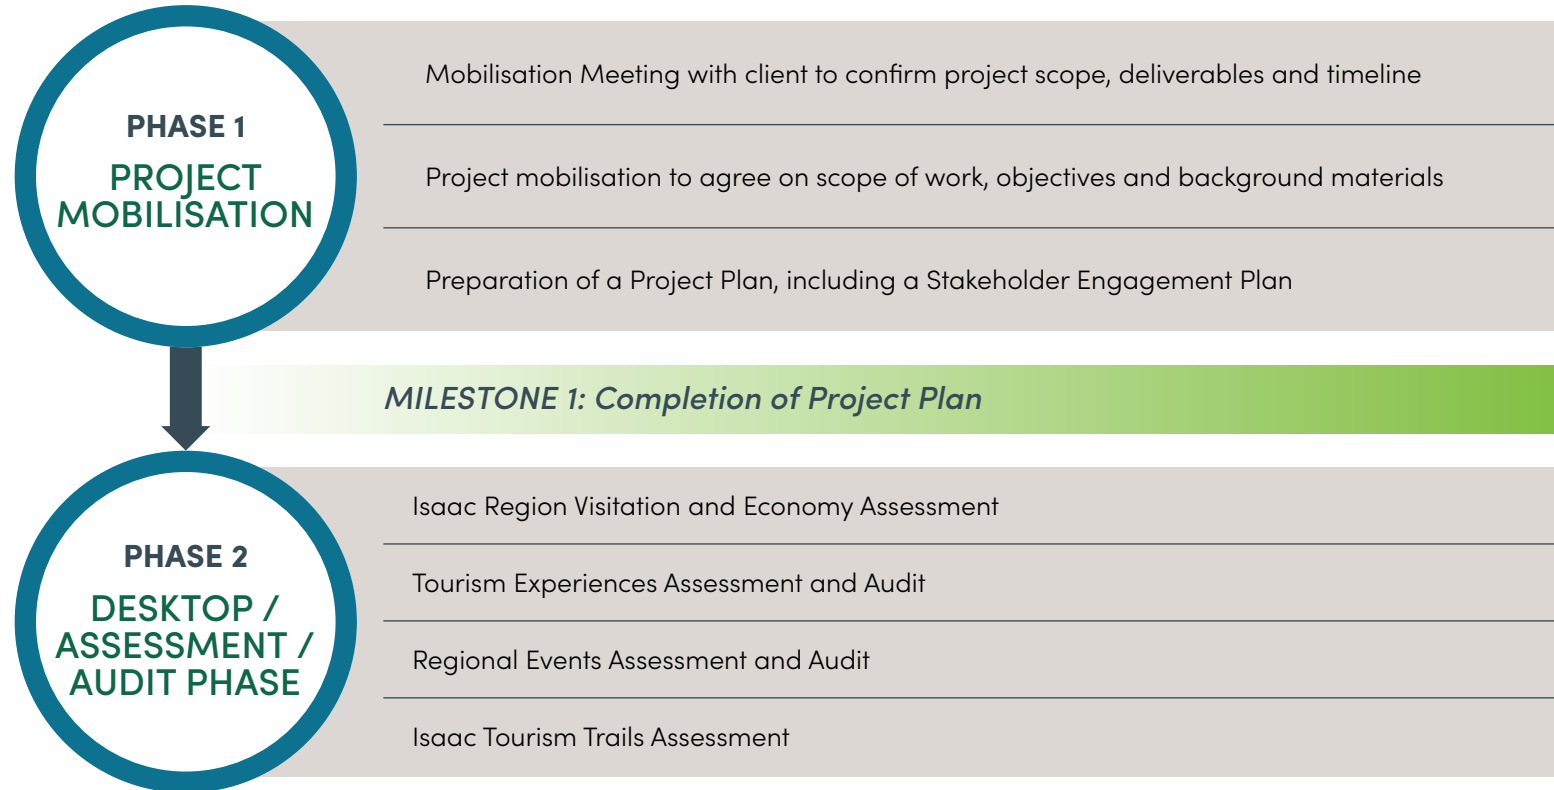 PHASE 1
PROJECT
MOBILISATION
Mobilisation Meeting with client to confirm project scope, deliverables and timeline
Project mobilisation to agree on scope of work, objectives and background materials
Preparation of a Project Plan, including a Stakeholder Engagement Plan
MILESTONE 1: Completion of Project Plan
PHASE 2
DESKTOP /
ASSESSMENT /
AUDIT PHASE
Isaac Region Visitation and Economy Assessment
Tourism Experiences Assessment and Audit
Regional Events Assessment and Audit
Isaac Tourism Trails Assessment